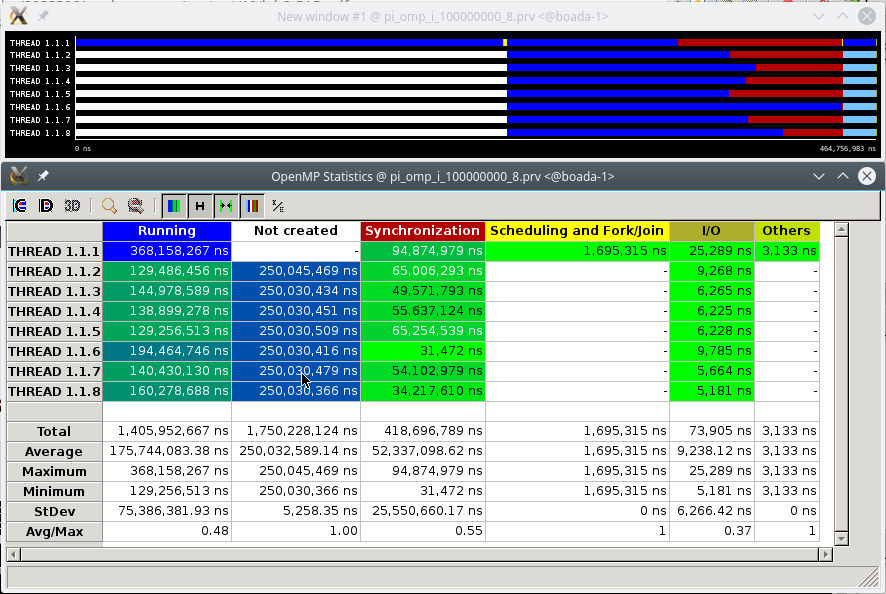 New window #1 @ pi_omp_i_100000000_8.prv <@boada-1>
THREAD 1.1.1
THREAD 1.1.2
THREAD 1.1.3
THREAD 1.1.4
THREAD 1.1.5
THREAD 1.1.6
THREAD 1.1.7
THREAD 1.1.8
0 ns 464,756,983 ns
OpenMP Statistics @ pi_omp_i_100000000_8.prv <@boada-1>
3D H
Running Not created Synchronization Scheduling and Fork/Join I/O Others
THREAD 1.1.1 368,158,267 ns - 94,874,979 ns 1,695,315 ns 25,289 ns 3,133 ns
THREAD 1.1.2 129,486,456 ns 250,045,469 ns 65,006,293 ns - 9,268 ns -
THREAD 1.1.3 144,978,589 ns 250,030,434 ns 49,571,793 ns - 6,265 ns -
THREAD 1.1.4 138,899,278 ns 250,030,451 ns 55,637,124 ns - 6,225 ns -
THREAD 1.1.5 129,256,513 ns 250,030,509 ns 65,254,539 ns - 6,228 ns -
THREAD 1.1.6 194,464,746 ns 250,030,416 ns 31,472 ns - 9,785 ns -
THREAD 1.1.7 140,430,130 ns 250,030,479 ns 54,102,979 ns - 5,664 ns -
THREAD 1.1.8 160,278,688 ns 250,030,366 ns 34,217,610 ns - 5,181 ns -
Total 1,405,952,667 ns 1,750,228,124 ns 418,696,789 ns 1,695,315 ns 73,905 ns 3,133 ns
Average 175,744,083.38 ns 250,032,589.14 ns 52,337,098.62 ns 1,695,315 ns 9,238.12 ns 3,133 ns
Maximum 368,158,267 ns 250,045,469 ns 94,874,979 ns 1,695,315 ns 25,289 ns 3,133 ns
Minimum 129,256,513 ns 250,030,366 ns 31,472 ns 1,695,315 ns 5,181 ns 3,133 ns
StDev 75,386,381.93 ns 5,258.35 ns 25,550,660.17 ns 0 ns 6,266.42 ns 0 ns
Avg/Max 0.48 1.00 0.55 1 0.37 1